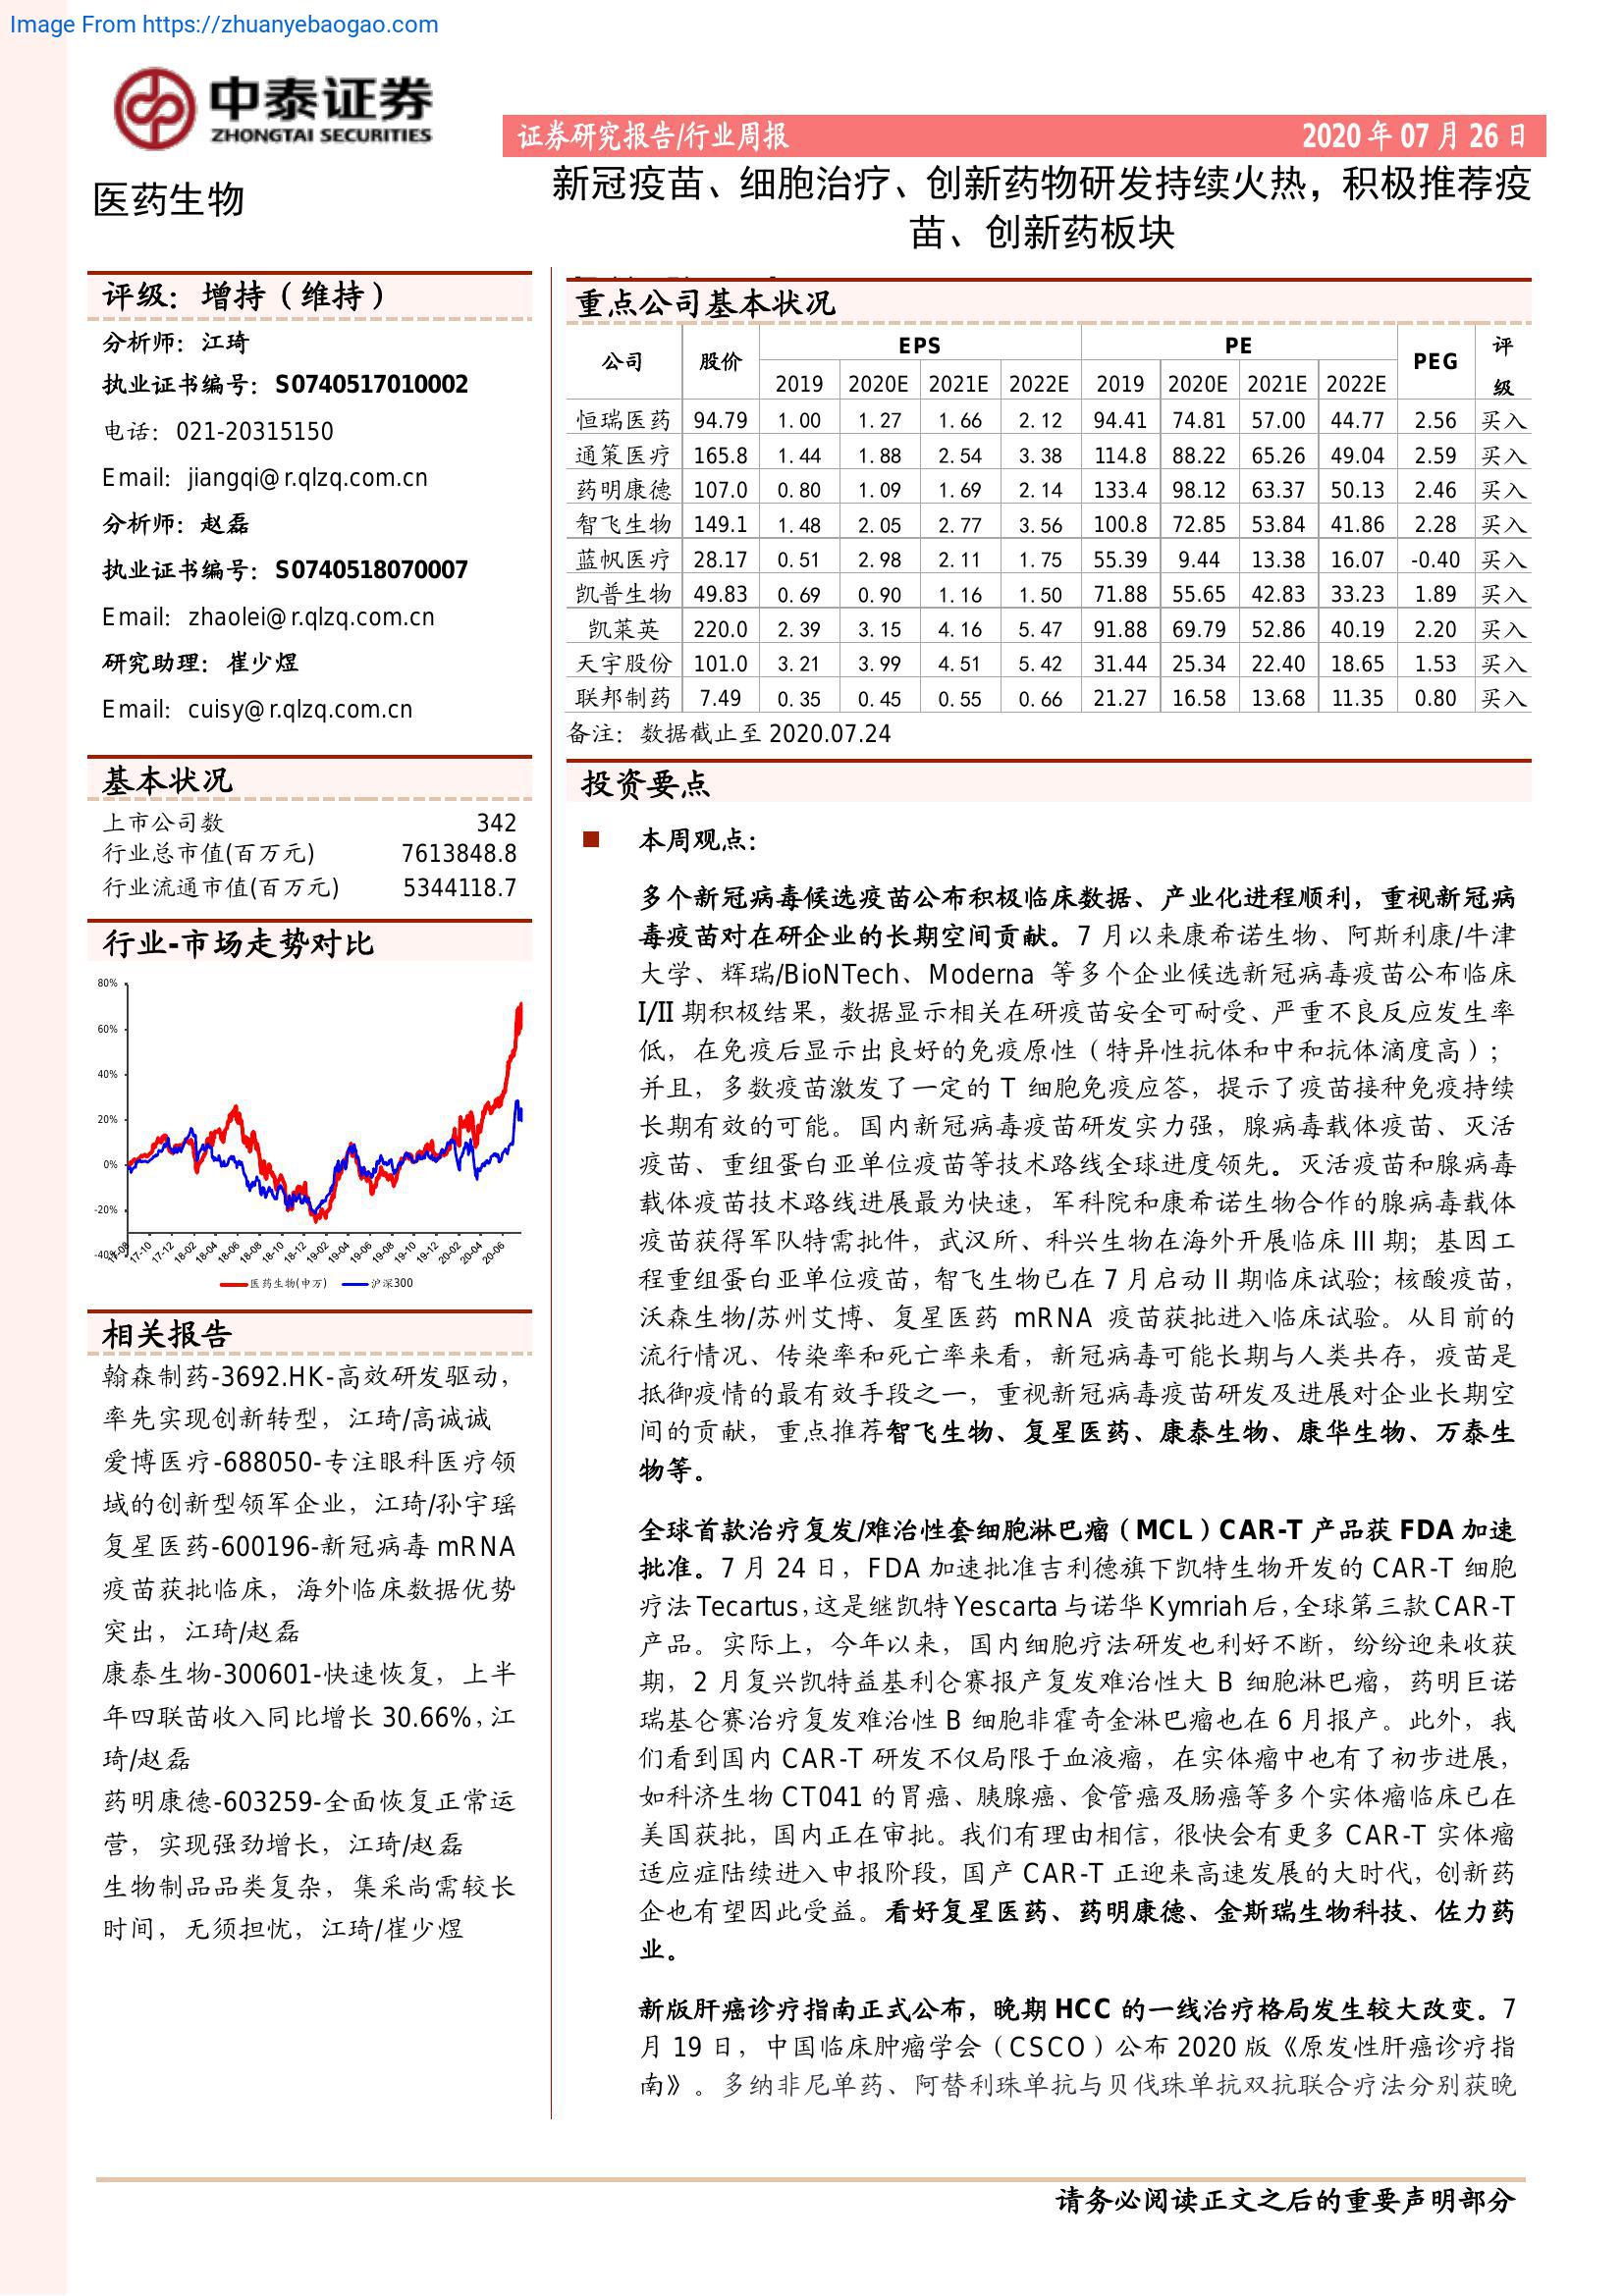 Image From https://zhuanyebaogao.com
中泰证券
ZHONGTAI SECURITIES
证券研究报告/行业周报 2020 年 07 月 26 日
医药生物
新冠疫苗、细胞治疗、创新药物研发持续火热，积极推荐疫
苗、创新药板块
评级：增持（维持）
分析师：江琦
执业证书编号：S0740517010002
电话：021-20315150
Email：jiangqi@r.qlzq.com.cn
分析师：赵磊
执业证书编号：S0740518070007
Email：zhaolei@r.qlzq.com.cn
研究助理：崔少煜
Email：cuisy@r.qlzq.com.cn
基本状况
上市公司数 342
行业总市值(百万元) 7613848.8
行业流通市值(百万元) 5344118.7
行业-市场走势对比
80%
60%
40%
20%
0%
-20%
-40%
17-08 17-10 17-12 18-02 18-04 18-06 18-08 18-10 18-12 19-02 19-04 19-06 19-08 19-10 19-12 20-02 20-04 20-06
医药生物(申万) 沪深300
相关报告
翰森制药-3692.HK-高效研发驱动，
率先实现创新转型，江琦/高诚诚
爱博医疗-688050-专注眼科医疗领
域的创新型领军企业，江琦/孙宇瑶
复星医药-600196-新冠病毒 mRNA
疫苗获批临床，海外临床数据优势
突出，江琦/赵磊
康泰生物-300601-快速恢复，上半
年四联苗收入同比增长 30.66%，江
琦/赵磊
药明康德-603259-全面恢复正常运
营，实现强劲增长，江琦/赵磊
生物制品品类复杂，集采尚需较长
时间，无须担忧，江琦/崔少煜
重点公司基本状况
公司 股价 EPS PE PEG 评级
2019 2020E 2021E 2022E 2019 2020E 2021E 2022E
恒瑞医药 94.79 1.00 1.27 1.66 2.12 94.41 74.81 57.00 44.77 2.56 买入
通策医疗 165.8 1.44 1.88 2.54 3.38 114.8 88.22 65.26 49.04 2.59 买入
药明康德 107.0 0.80 1.09 1.69 2.14 133.4 98.12 63.37 50.13 2.46 买入
智飞生物 149.1 1.48 2.05 2.77 3.56 100.8 72.85 53.84 41.86 2.28 买入
蓝帆医疗 28.17 0.51 2.98 2.11 1.75 55.39 9.44 13.38 16.07 -0.40 买入
凯普生物 49.83 0.69 0.90 1.16 1.50 71.88 55.65 42.83 33.23 1.89 买入
凯莱英 220.0 2.39 3.15 4.16 5.47 91.88 69.79 52.86 40.19 2.20 买入
天宇股份 101.0 3.21 3.99 4.51 5.42 31.44 25.34 22.40 18.65 1.53 买入
联邦制药 7.49 0.35 0.45 0.55 0.66 21.27 16.58 13.68 11.35 0.80 买入
备注：数据截止至 2020.07.24
投资要点
■ 本周观点：
多个新冠病毒候选疫苗公布积极临床数据、产业化进程顺利，重视新冠病
毒疫苗对在研企业的长期空间贡献。7 月以来康希诺生物、阿斯利康/牛津
大学、辉瑞/BioNTech、Moderna 等多个企业候选新冠病毒疫苗公布临床
I/II 期积极结果，数据显示相关在研疫苗安全可耐受、严重不良反应发生率
低，在免疫后显示出良好的免疫原性（特异性抗体和中和抗体滴度高）；
并且，多数疫苗激发了一定的 T 细胞免疫应答，提示了疫苗接种免疫持续
长期有效的可能。国内新冠病毒疫苗研发实力强，腺病毒载体疫苗、灭活
疫苗、重组蛋白亚单位疫苗等技术路线全球进度领先。灭活疫苗和腺病毒
载体疫苗技术路线进展最为快速，军科院和康希诺生物合作的腺病毒载体
疫苗获得军队特需批件，武汉所、科兴生物在海外开展临床 III 期；基因工
程重组蛋白亚单位疫苗，智飞生物已在 7 月启动 II 期临床试验；核酸疫苗，
沃森生物/苏州艾博、复星医药 mRNA 疫苗获批进入临床试验。从目前的
流行情况、传染率和死亡率来看，新冠病毒可能长期与人类共存，疫苗是
抵御疫情的最有效手段之一，重视新冠病毒疫苗研发及进展对企业长期空
间的贡献，重点推荐智飞生物、复星医药、康泰生物、康华生物、万泰生
物等。
全球首款治疗复发/难治性套细胞淋巴瘤（MCL）CAR-T 产品获 FDA 加速
批准。7 月 24 日，FDA 加速批准吉利德旗下凯特生物开发的 CAR-T 细胞
疗法 Tecartus，这是继凯特 Yescarta 与诺华 Kymriah 后，全球第三款 CAR-T
产品。实际上，今年以来，国内细胞疗法研发也利好不断，纷纷迎来收获
期，2 月复兴凯特益基利仑赛报产复发难治性大 B 细胞淋巴瘤，药明巨诺
瑞基仑赛治疗复发难治性 B 细胞非霍奇金淋巴瘤也在 6 月报产。此外，我
们看到国内 CAR-T 研发不仅局限于血液瘤，在实体瘤中也有了初步进展，
如科济生物 CT041 的胃癌、胰腺癌、食管癌及肠癌等多个实体瘤临床已在
美国获批，国内正在审批。我们有理由相信，很快会有更多 CAR-T 实体瘤
适应症陆续进入申报阶段，国产 CAR-T 正迎来高速发展的大时代，创新药
企也有望因此受益。看好复星医药、药明康德、金斯瑞生物科技、佐力药
业。
新版肝癌诊疗指南正式公布，晚期 HCC 的一线治疗格局发生较大改变。7
月 19 日，中国临床肿瘤学会（CSCO）公布 2020 版《原发性肝癌诊疗指
南》。多纳非尼单药、阿替利珠单抗与贝伐珠单抗双抗联合疗法分别获晚
请务必阅读正文之后的重要声明部分